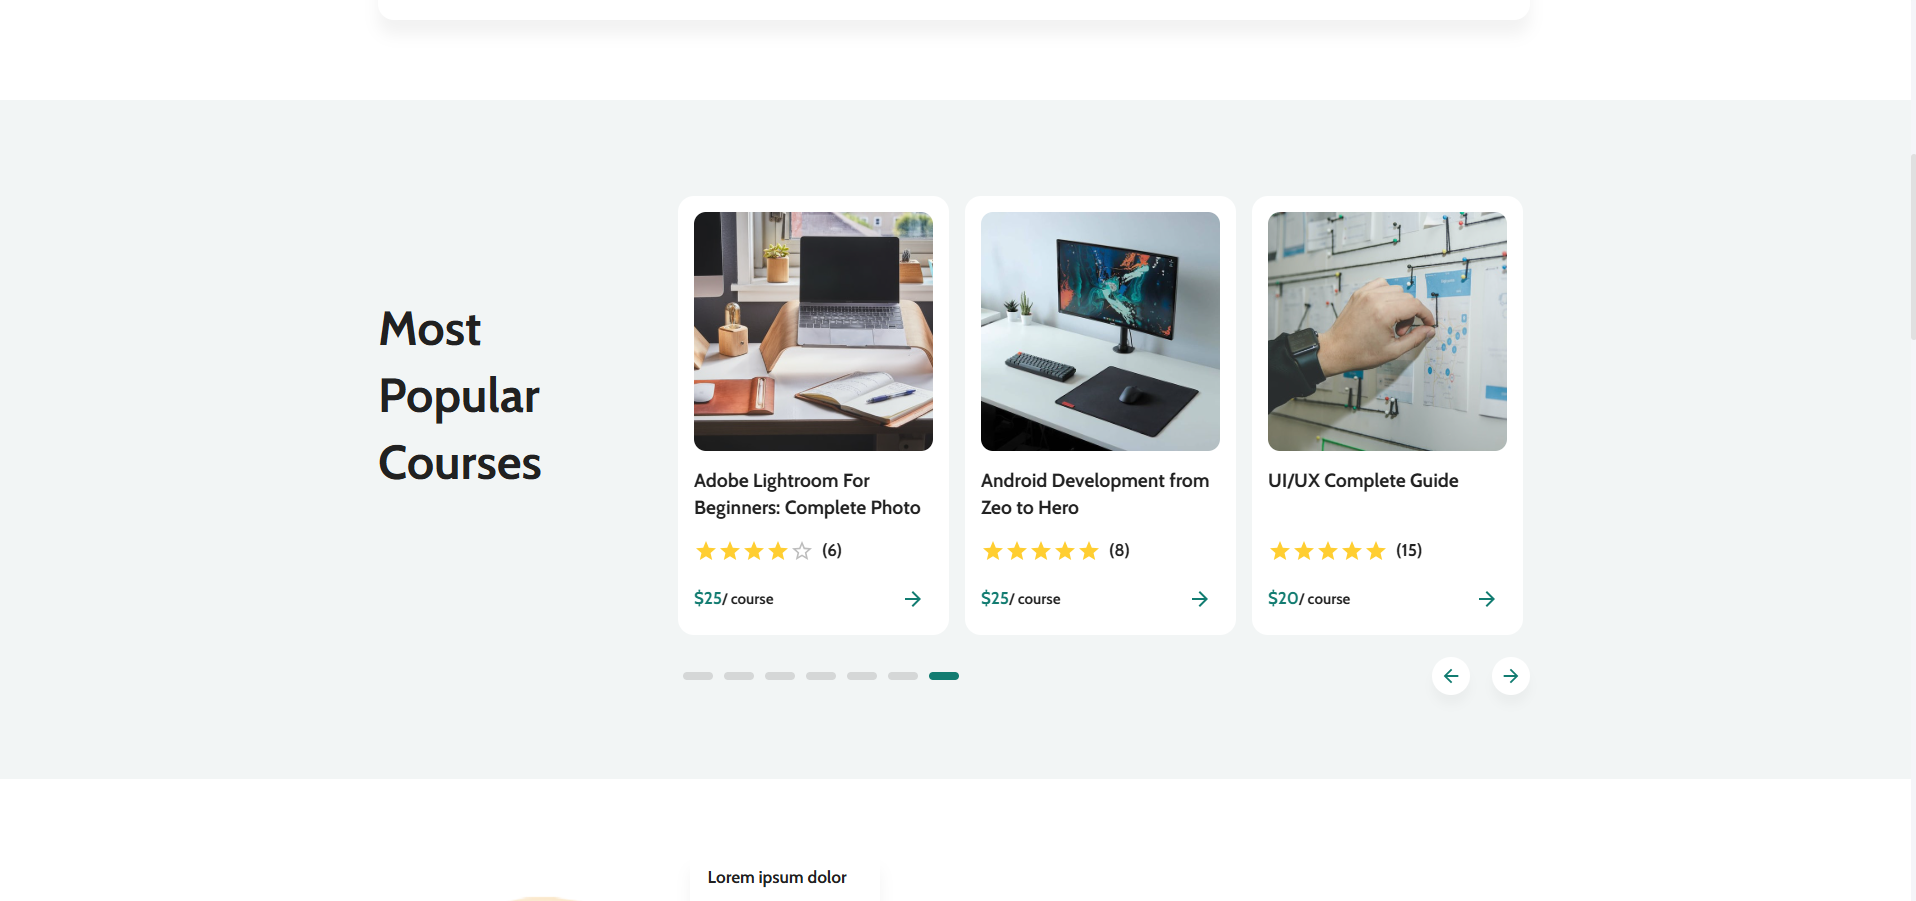 Most
Popular
Courses
Adobe Lightroom For
Beginners: Complete Photo
(6)
$25/ course
Android Development from
Zeo to Hero
(8)
$25/ course
UI/UX Complete Guide
(15)
$20/ course
Lorem ipsum dolor